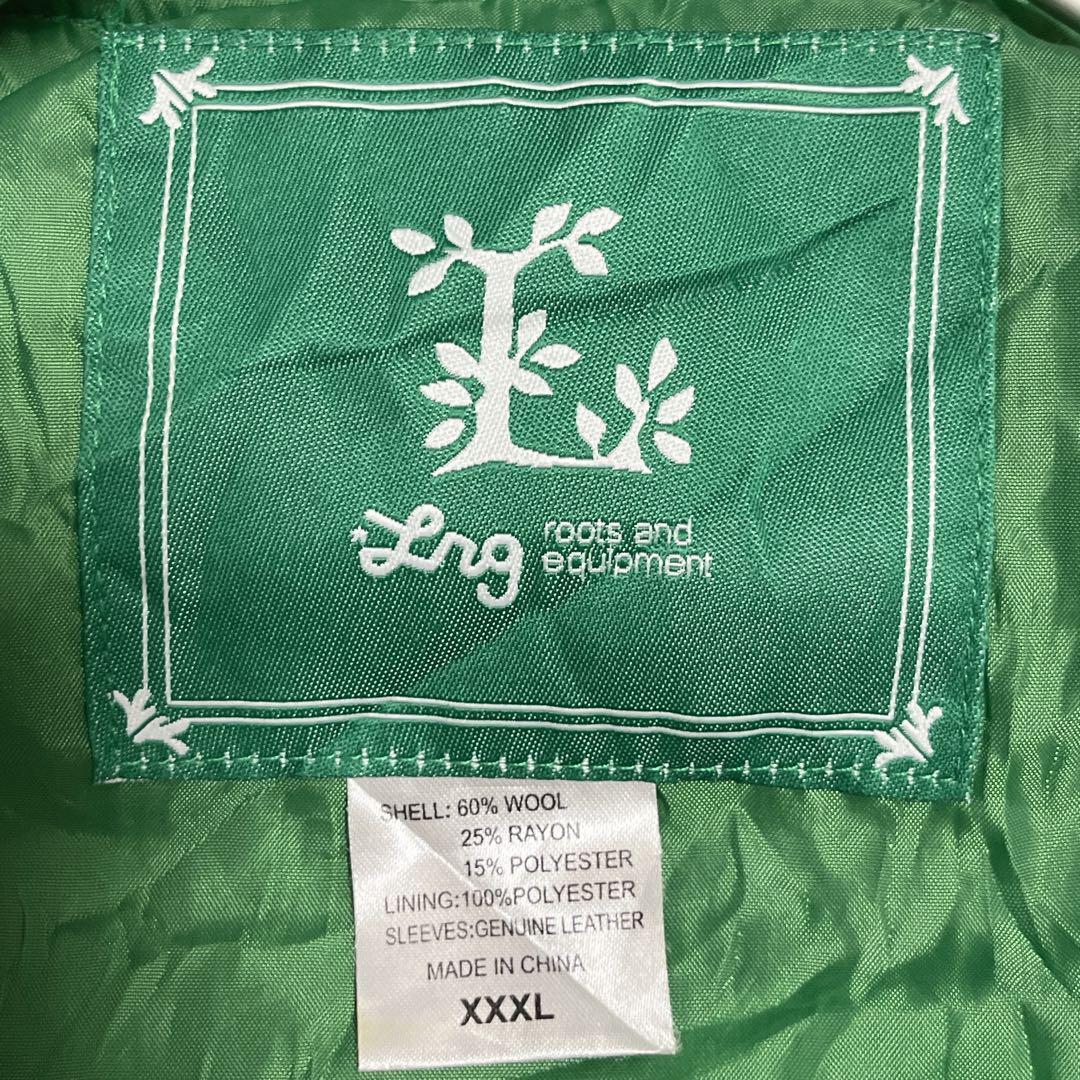 Lrg roots and
equipment
SHELL: 60% WOOL
25% RAYON
15% POLYESTER
LINING:100%POLYESTER
SLEEVES:GENUINE LEATHER
MADE IN CHINA
XXXL